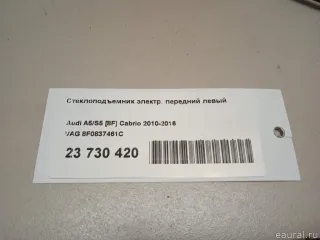 Стеклоподъемник электр. передний левый
Audi A5/S5 [8F] Cabrio 2010-2016
VAG 8F0837461C
23 730 420
eaural.ru